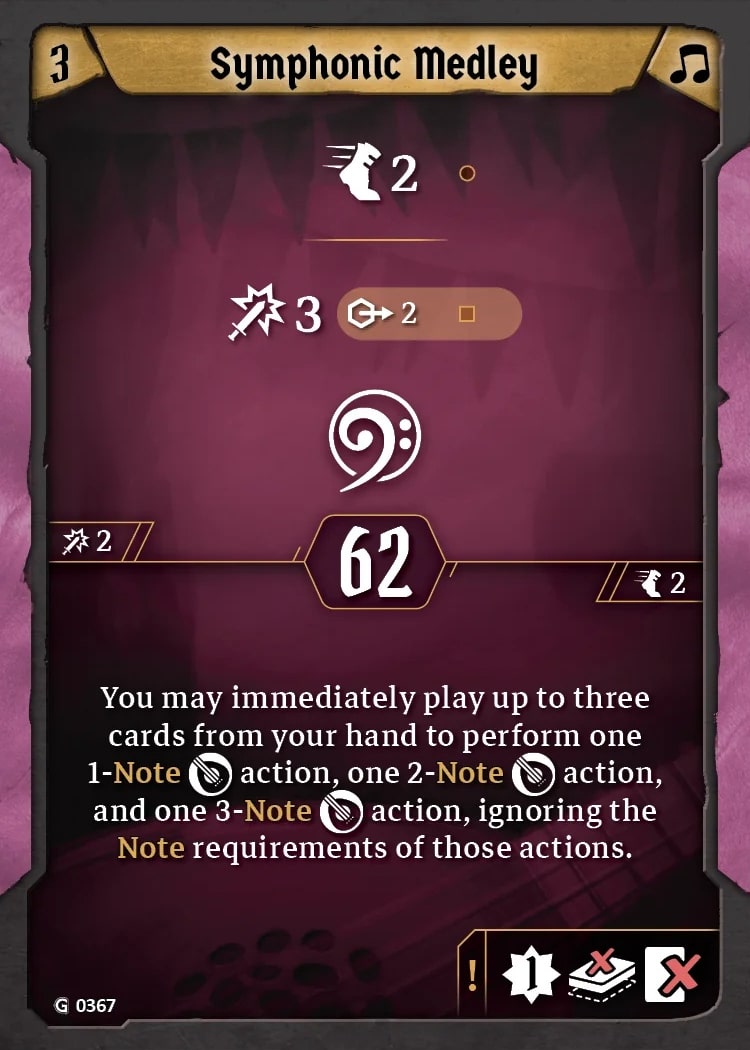 3 Symphonic Medley
2
3 2
2 62
2
You may immediately play up to three
cards from your hand to perform one
1-Note action, one 2-Note action,
and one 3-Note action, ignoring the
Note requirements of those actions.
! 1
G 0367